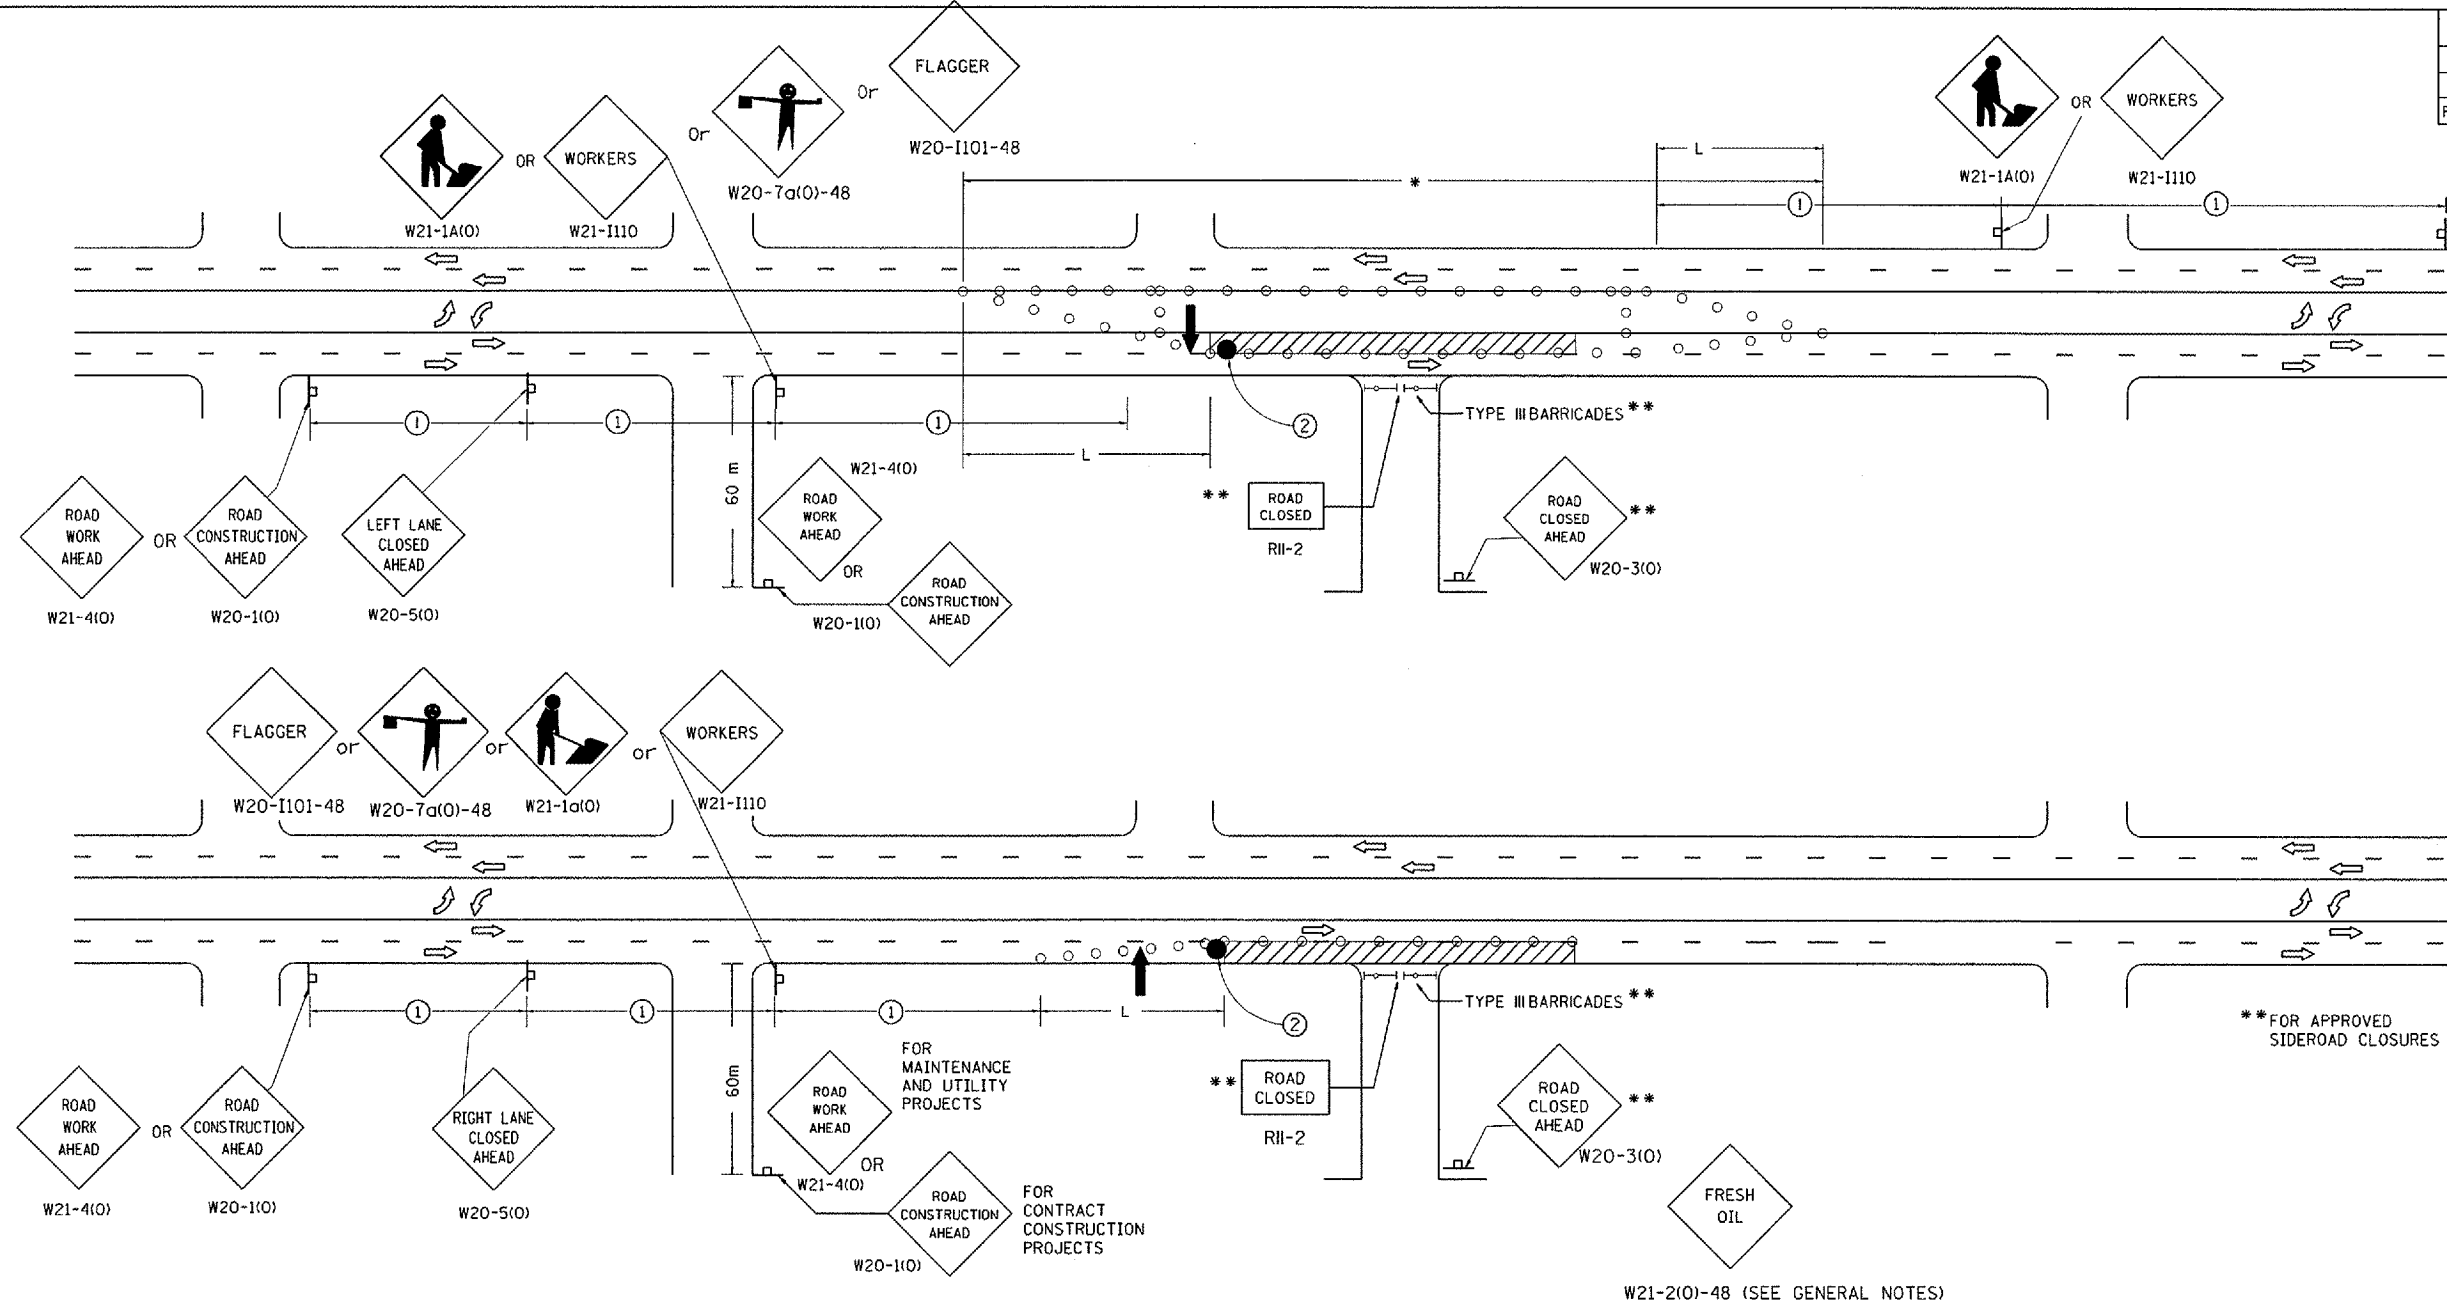 FLAGGER
Or
Or
W20-I101-48
W20-7a(0)-48
OR
WORKERS
W21-1A(0)
W21-I110
OR
WORKERS
W21-1A(0)
W21-I110
L
*
1
1
1
1
1
L
2
60 m
TYPE III BARRICADES **
ROAD
WORK
AHEAD
OR
ROAD
CONSTRUCTION
AHEAD
LEFT LANE
CLOSED
AHEAD
W21-4(0)
W20-1(0)
W20-5(0)
W21-4(0)
ROAD
WORK
AHEAD
OR
ROAD
CONSTRUCTION
AHEAD
W20-1(0)
**
ROAD
CLOSED
R11-2
ROAD
CLOSED
AHEAD
**
W20-3(0)
FLAGGER
or
or
or
WORKERS
W20-I101-48
W20-7a(0)-48
W21-1a(0)
W21-I110
1
1
1
L
2
60m
TYPE III BARRICADES **
** FOR APPROVED
SIDEROAD CLOSURES
ROAD
WORK
AHEAD
OR
ROAD
CONSTRUCTION
AHEAD
RIGHT LANE
CLOSED
AHEAD
W21-4(0)
W20-1(0)
W20-5(0)
FOR
MAINTENANCE
AND UTILITY
PROJECTS
ROAD
WORK
AHEAD
OR
W21-4(0)
ROAD
CONSTRUCTION
AHEAD
W20-1(0)
FOR
CONTRACT
CONSTRUCTION
PROJECTS
**
ROAD
CLOSED
R11-2
ROAD
CLOSED
AHEAD
**
W20-3(0)
FRESH
OIL
W21-2(0)-48 (SEE GENERAL NOTES)